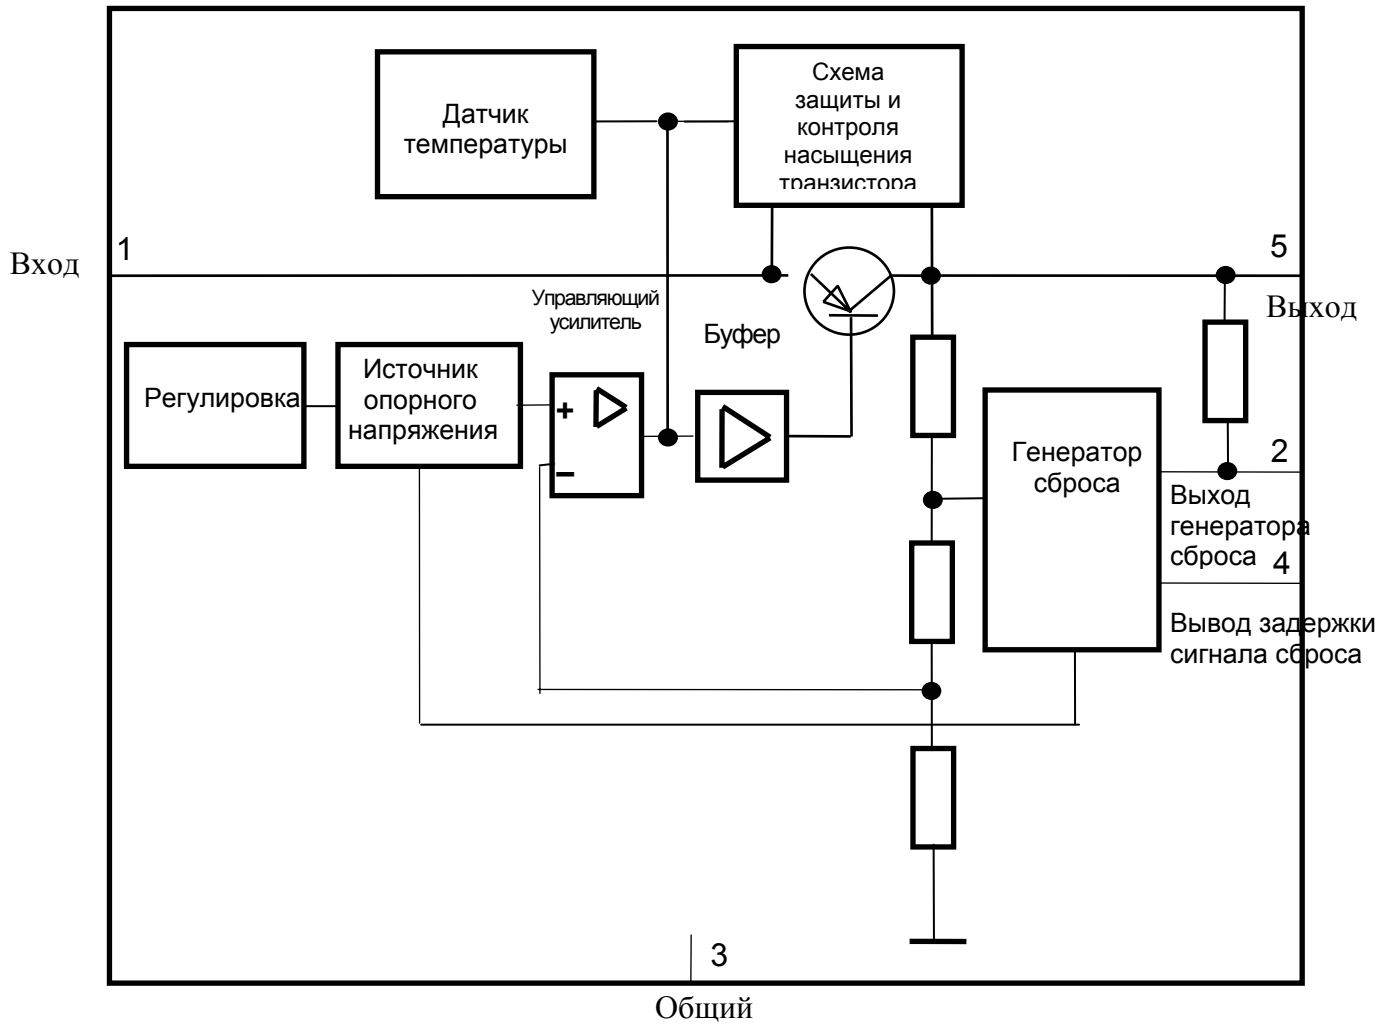 Датчик
температуры
Схема
защиты и
контроля
насыщения
транзистора
1
Вход
5
Выход
Управляющий
усилитель
Буфер
Регулировка
Источник
опорного
напряжения
+
−
Генератор
сброса
2
Выход
генератора
сброса
4
Вывод задержки
сигнала сброса
3
Общий